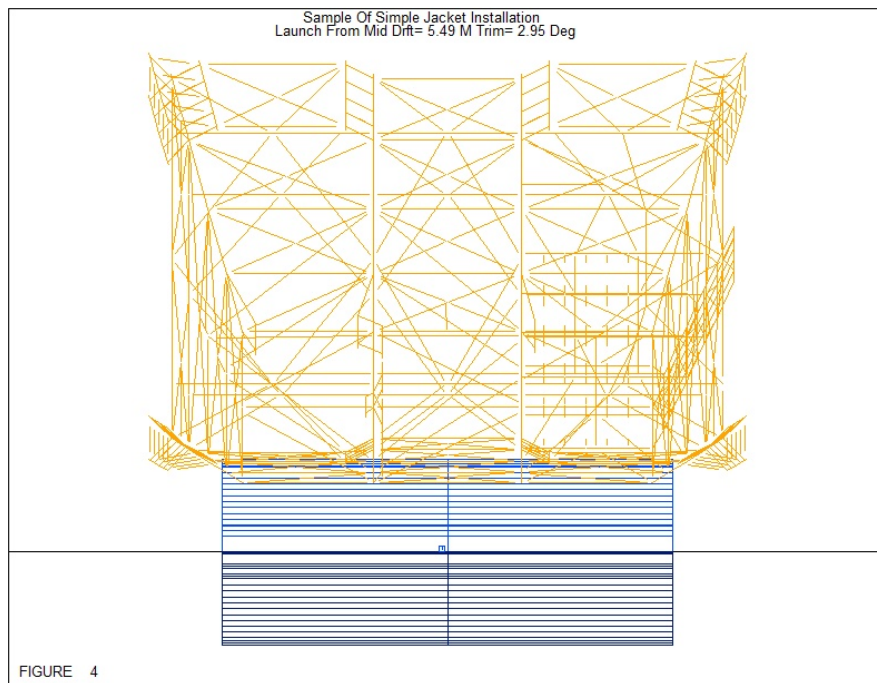 Sample Of Simple Jacket Installation
Launch From Mid Drft= 5.49 M Trim= 2.95 Deg
FIGURE 4